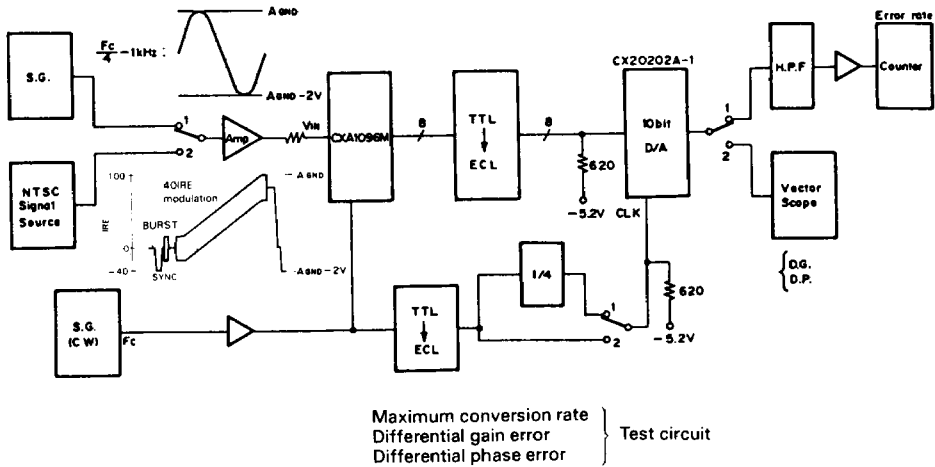 AGND
Fc/4 -1kHz :
AGND-2V
S.G.
1
2
Amp
VIN
CXA1096M
8
TTL
↓
ECL
8
620
-5.2V
CX20202A-1
10bit
D/A
CLK
1
2
H.P.F
Error rate
Counter
Vector
Scope
D.G.
D.P.
NTSC
Signal
Source
100
IRE
0
-40
40IRE
modulation
BURST
SYNC
-AGND
-AGND-2V
S.G.
(CW)
Fc
TTL
↓
ECL
1/4
1
2
620
-5.2V
Maximum conversion rate
Differential gain error
Differential phase error
Test circuit